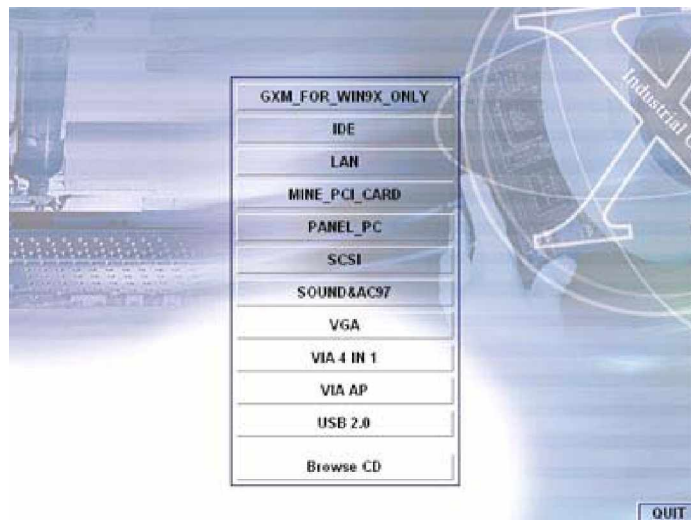 GXM_FOR_WIN9X_ONLY
IDE
LAN
MINE_PCI_CARD
PANEL_PC
SCSI
SOUND&AC97
VGA
VIA 4 IN 1
VIA AP
USB 2.0
Browse CD
Industrial
QUIT